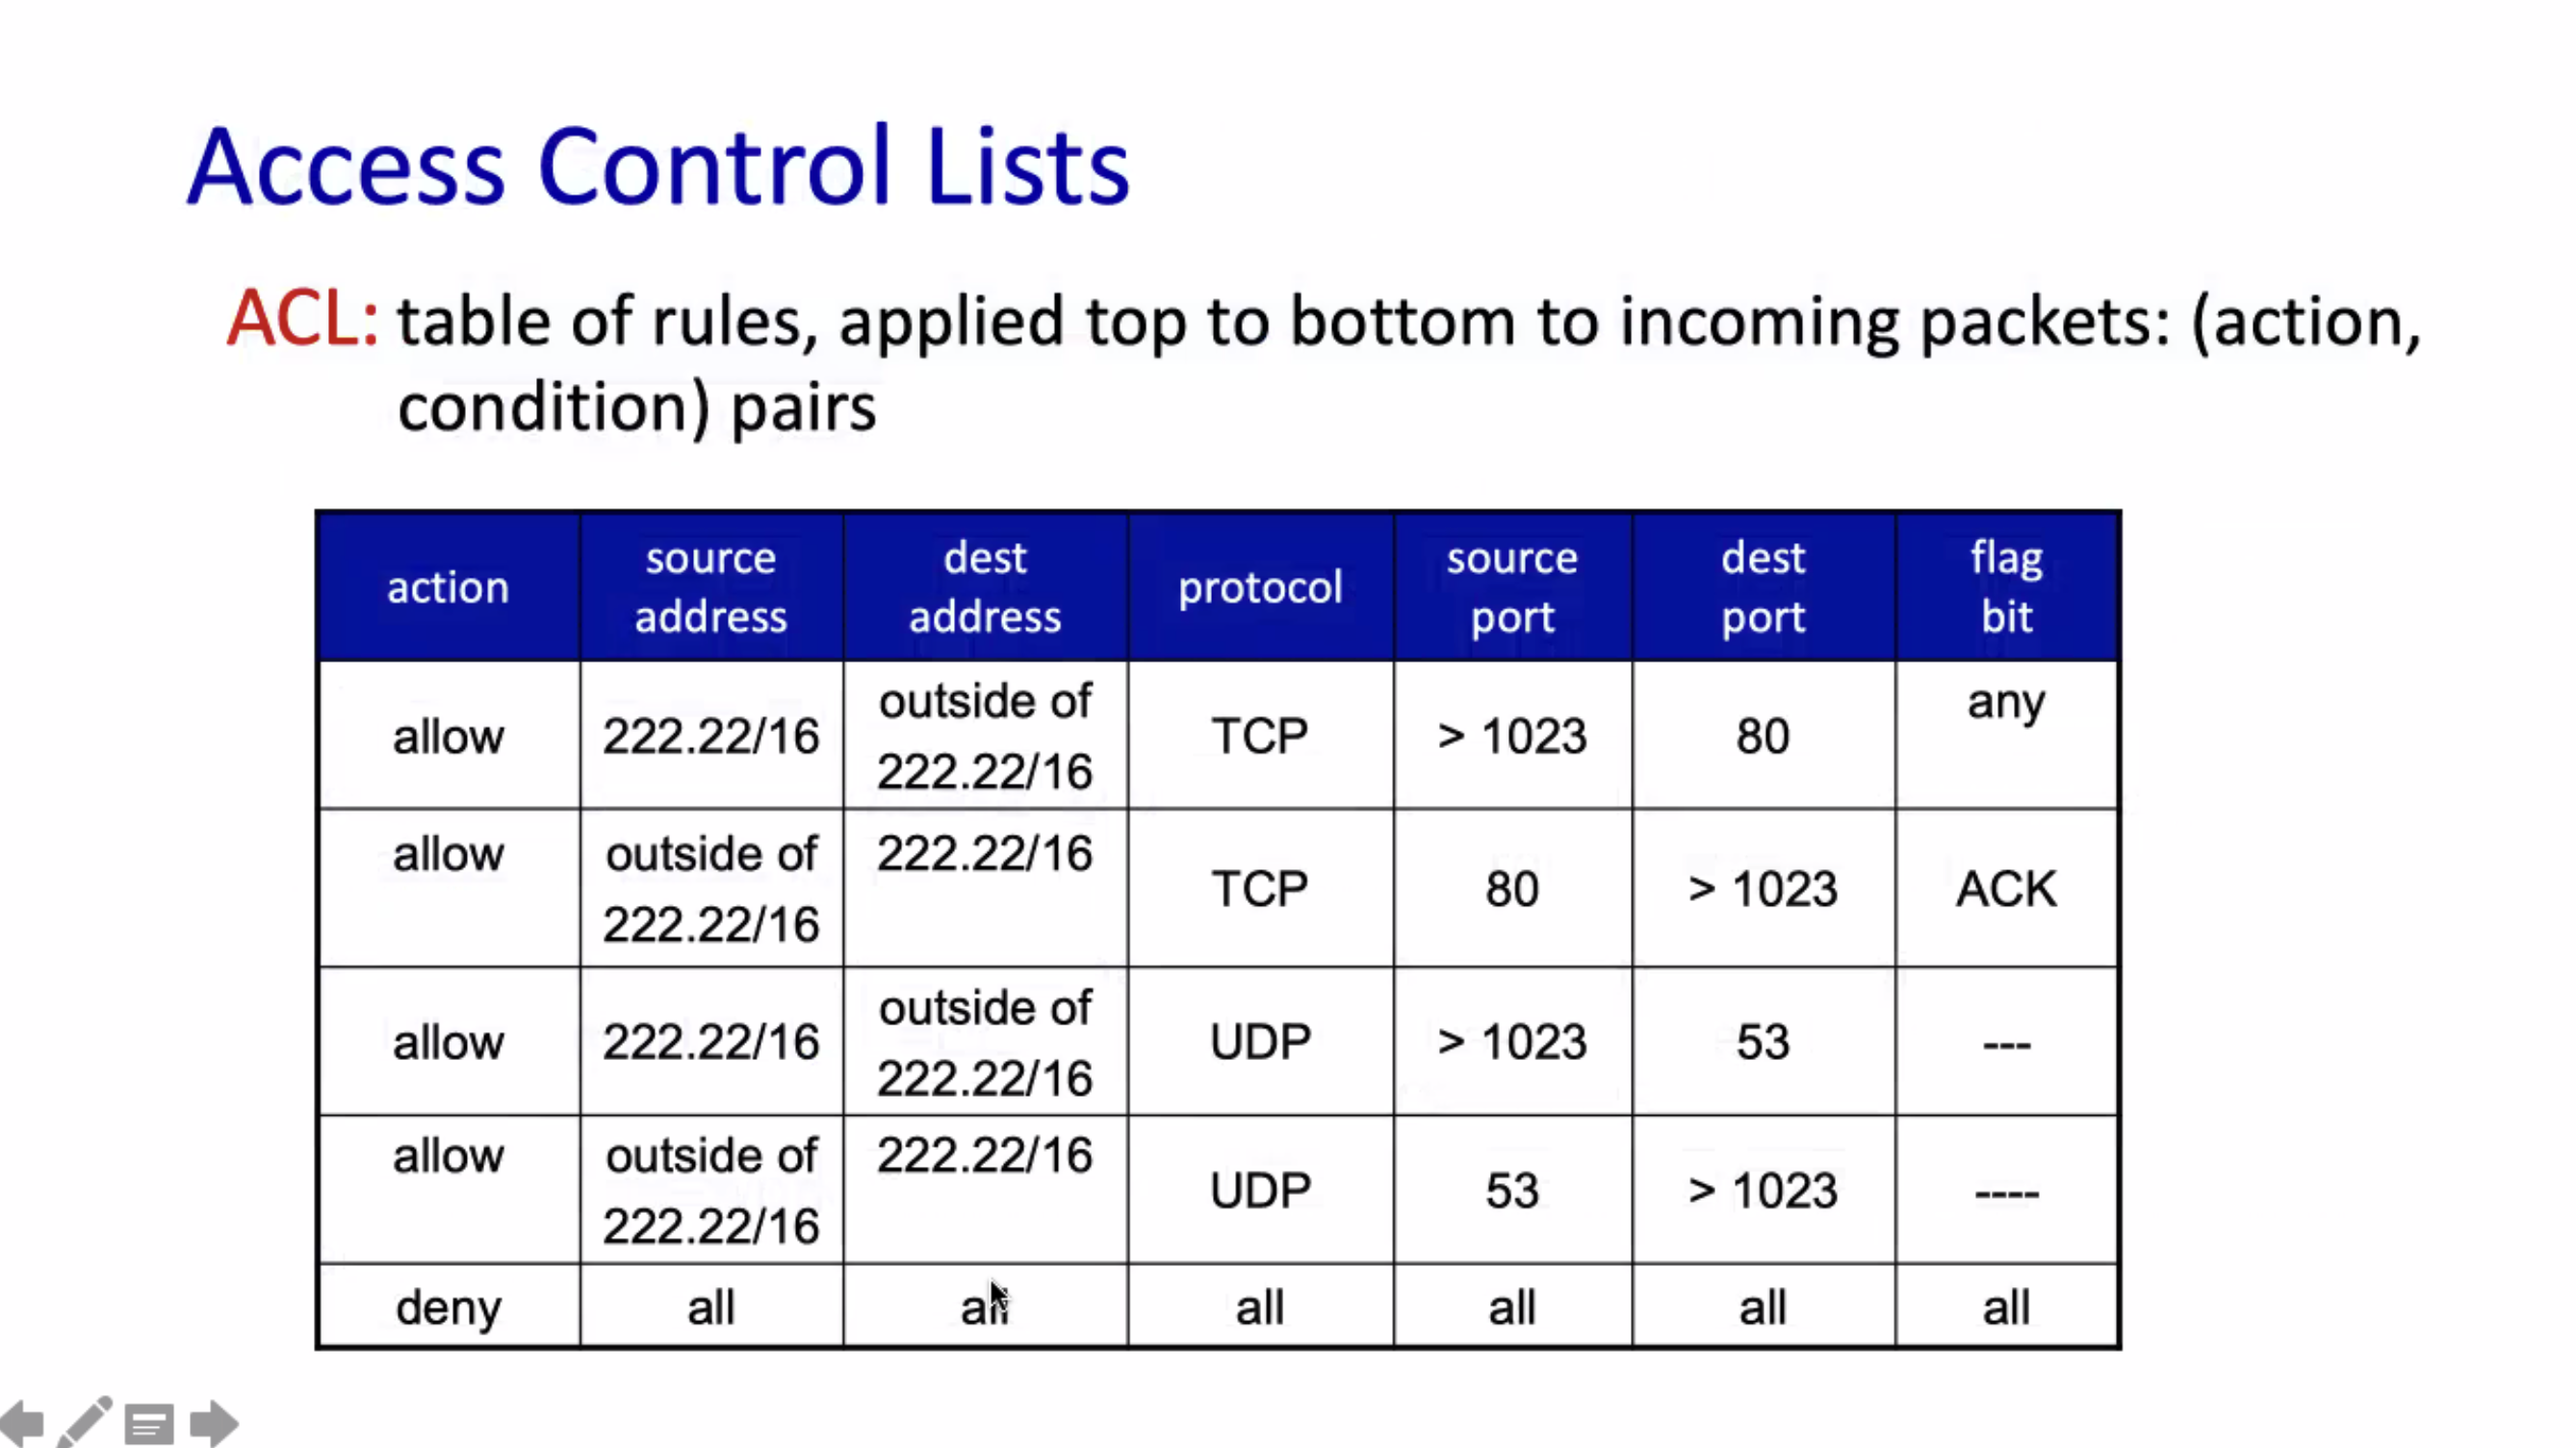 Access Control Lists
ACL: table of rules, applied top to bottom to incoming packets: (action,
condition) pairs
action source address dest address protocol source port dest port flag bit
allow 222.22/16 outside of 222.22/16 TCP > 1023 80 any
allow outside of 222.22/16 222.22/16 TCP 80 > 1023 ACK
allow 222.22/16 outside of 222.22/16 UDP > 1023 53 ---
allow outside of 222.22/16 222.22/16 UDP 53 > 1023 ----
deny all all all all all all